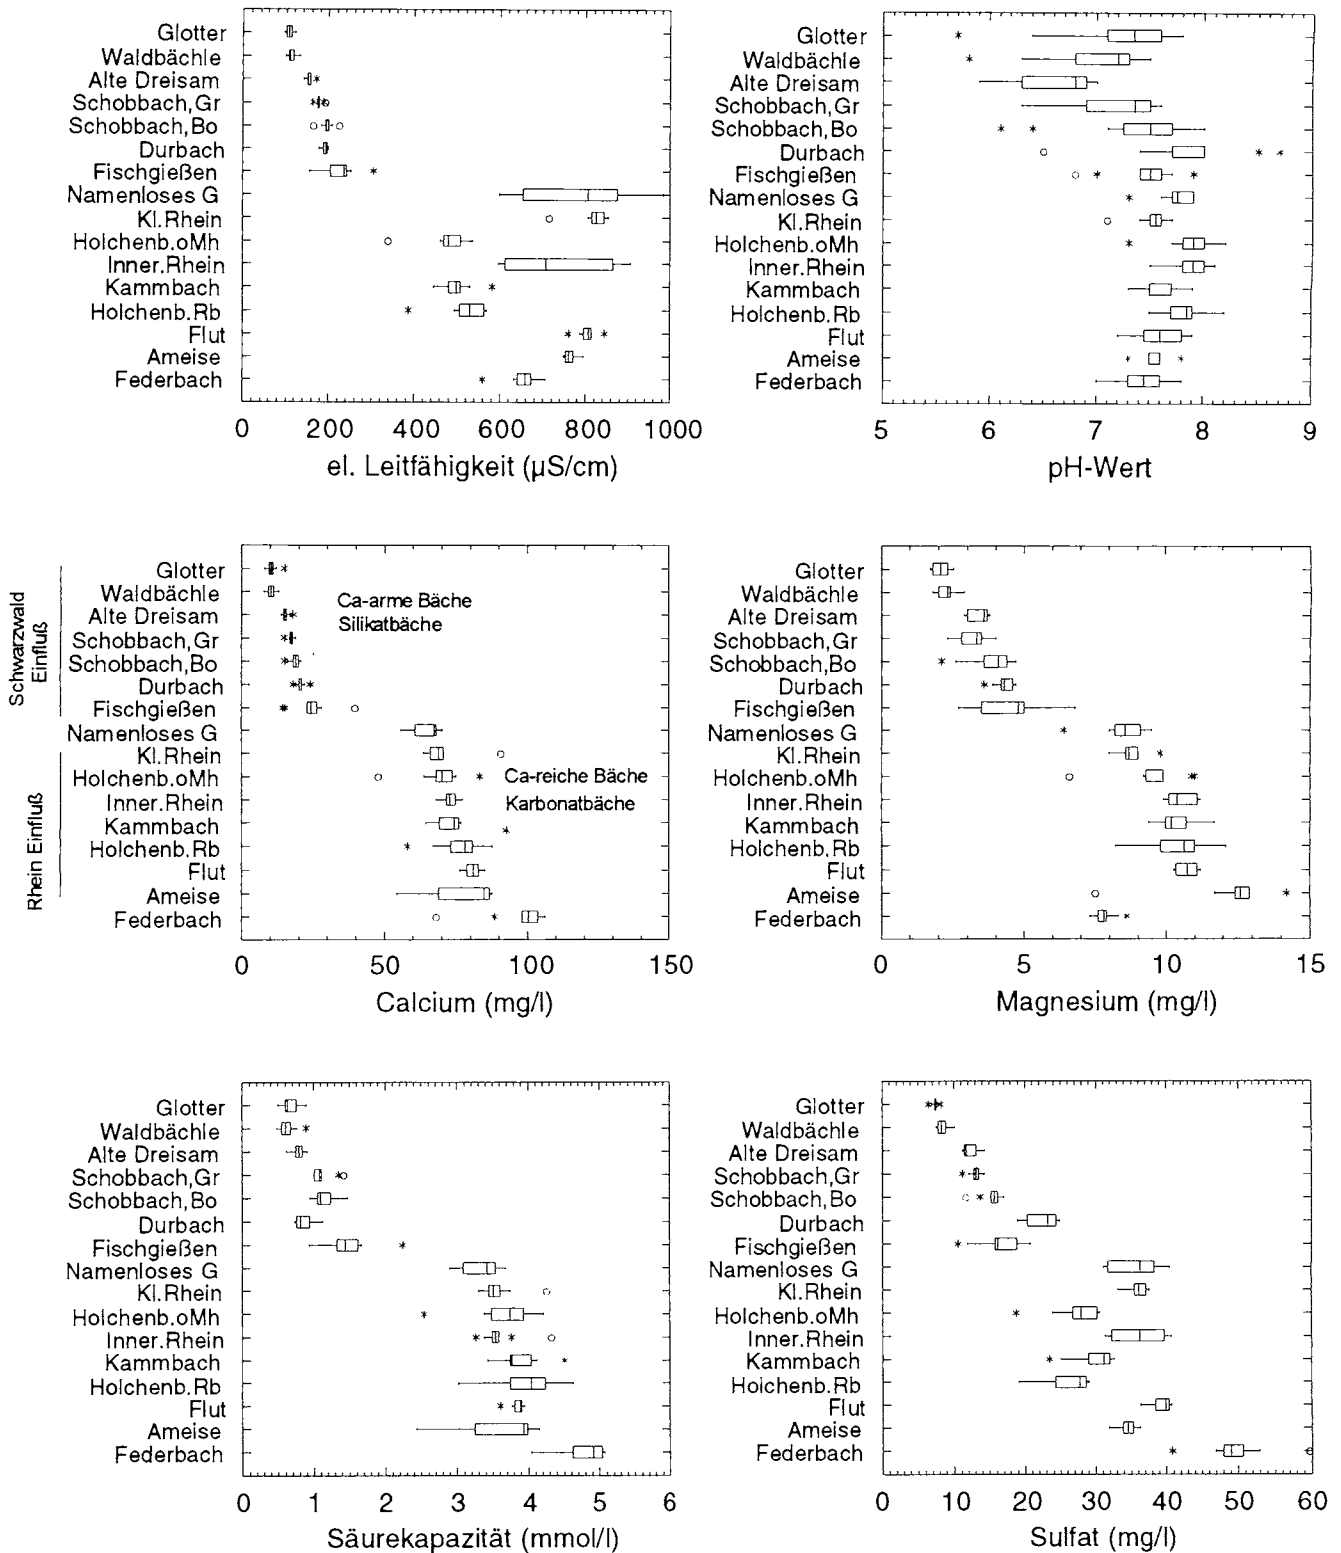 Glotter
Waldbächle
Alte Dreisam
Schobbach,Gr
Schobbach,Bo
Durbach
Fischgießen
Namenloses G
Kl.Rhein
Holchenb.oMh
Inner.Rhein
Kammbach
Holchenb.Rb
Flut
Ameise
Federbach
0 200 400 600 800 1000
el. Leitfähigkeit (µS/cm)
Glotter
Waldbächle
Alte Dreisam
Schobbach,Gr
Schobbach,Bo
Durbach
Fischgießen
Namenloses G
Kl.Rhein
Holchenb.oMh
Inner.Rhein
Kammbach
Holchenb.Rb
Flut
Ameise
Federbach
5 6 7 8 9
pH-Wert
Schwarzwald
Einfluß
Rhein Einfluß
Glotter
Waldbächle
Alte Dreisam
Schobbach,Gr
Schobbach,Bo
Durbach
Fischgießen
Namenloses G
Kl.Rhein
Holchenb.oMh
Inner.Rhein
Kammbach
Holchenb.Rb
Flut
Ameise
Federbach
Ca-arme Bäche
Silikatbäche
Ca-reiche Bäche
Karbonatbäche
0 50 100 150
Calcium (mg/l)
Glotter
Waldbächle
Alte Dreisam
Schobbach,Gr
Schobbach,Bo
Durbach
Fischgießen
Namenloses G
Kl.Rhein
Holchenb.oMh
Inner.Rhein
Kammbach
Holchenb.Rb
Flut
Ameise
Federbach
0 5 10 15
Magnesium (mg/l)
Glotter
Waldbächle
Alte Dreisam
Schobbach,Gr
Schobbach,Bo
Durbach
Fischgießen
Namenloses G
Kl.Rhein
Holchenb.oMh
Inner.Rhein
Kammbach
Holchenb.Rb
Flut
Ameise
Federbach
0 1 2 3 4 5 6
Säurekapazität (mmol/l)
Glotter
Waldbächle
Alte Dreisam
Schobbach,Gr
Schobbach,Bo
Durbach
Fischgießen
Namenloses G
Kl.Rhein
Holchenb.oMh
Inner.Rhein
Kammbach
Holchenb.Rb
Flut
Ameise
Federbach
0 10 20 30 40 50 60
Sulfat (mg/l)